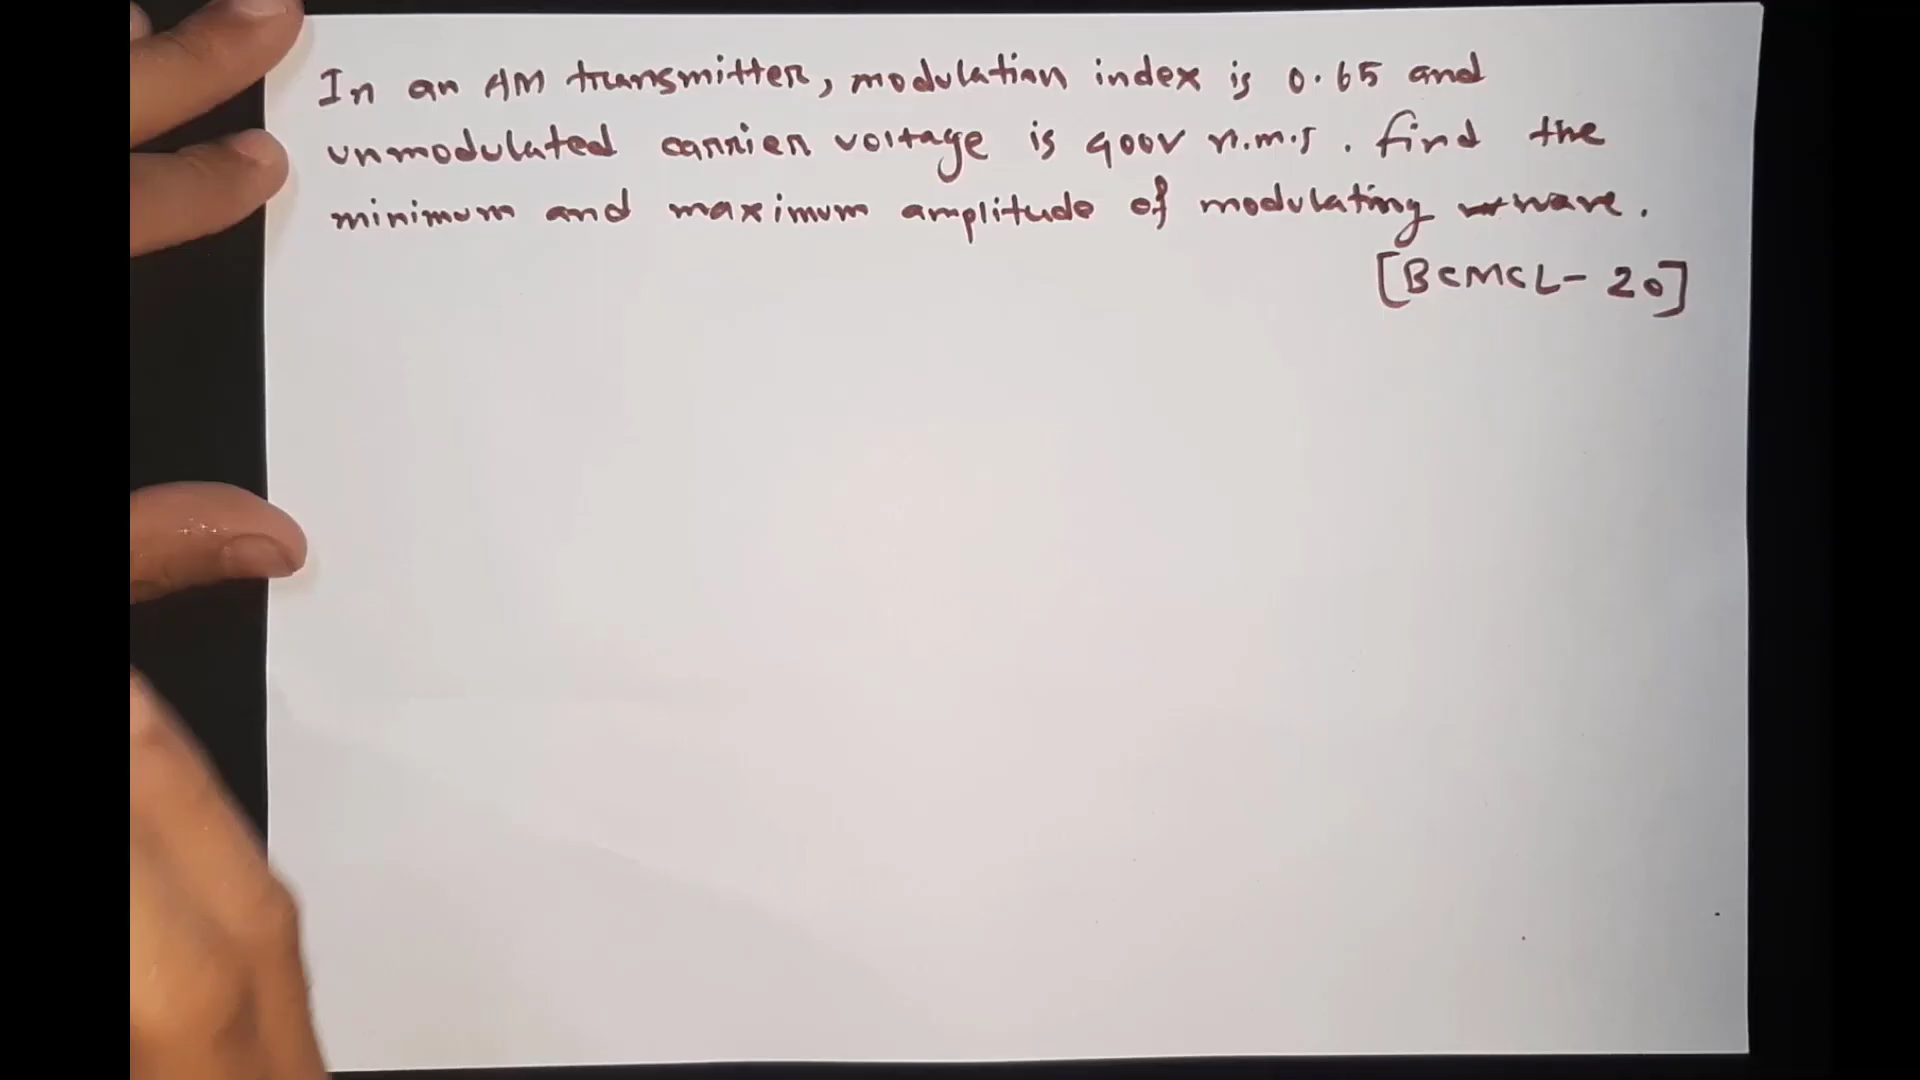 In an AM transmitter, modulation index is 0.65 and
unmodulated carrier voltage is 900V r.m.s. find the
minimum and maximum amplitude of modulating wave.
[BCMCL-20]